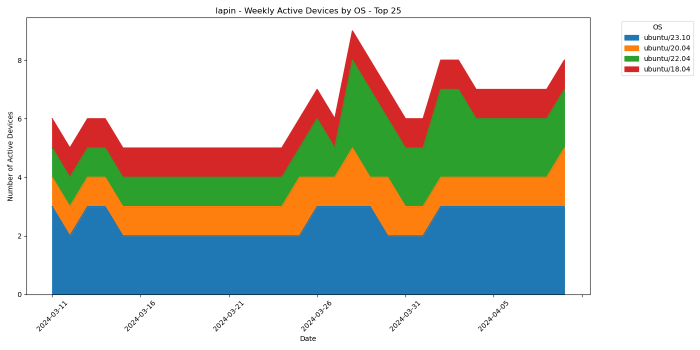 lapin - Weekly Active Devices by OS - Top 25
OS
ubuntu/23.10
ubuntu/20.04
ubuntu/22.04
ubuntu/18.04
Number of Active Devices
8
6
4
2
0
2024-03-11
2024-03-16
2024-03-21
2024-03-26
2024-03-31
2024-04-05
Date